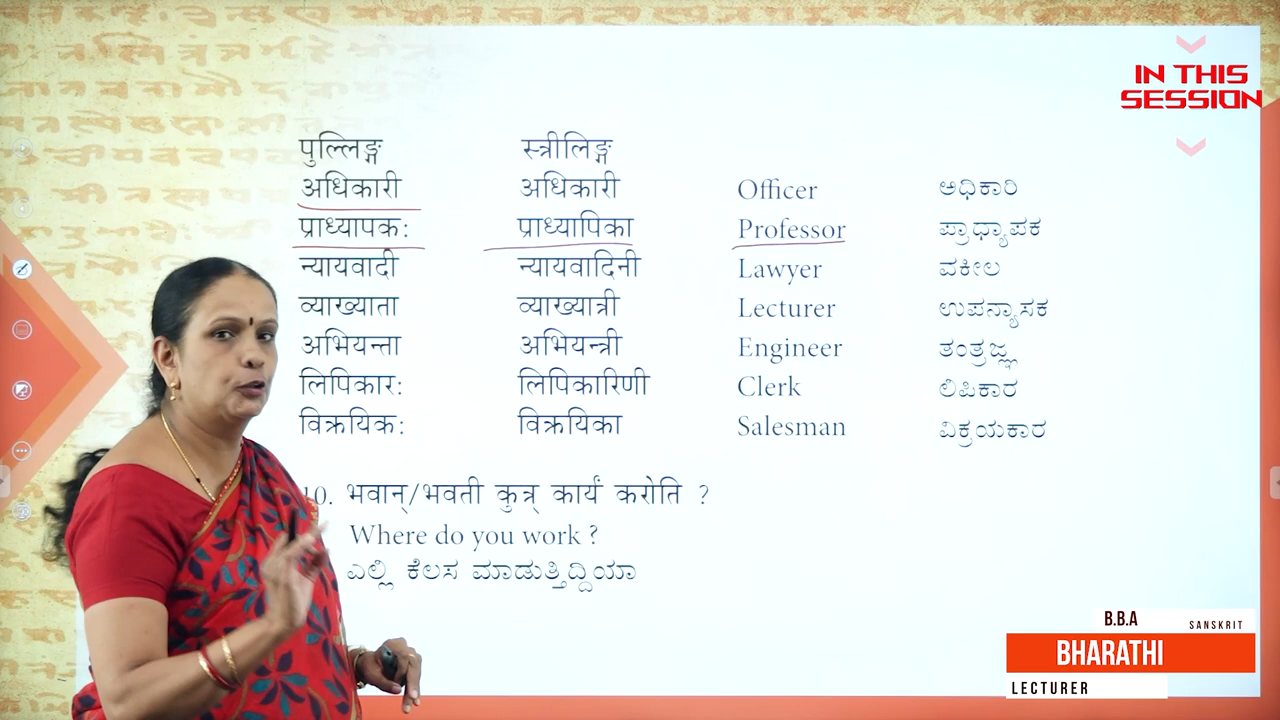 IN THIS
SESSION
पुल्लिङ्ग स्त्रीलिङ्ग
अधिकारी अधिकारी Officer ಅಧಿಕಾರಿ
प्राध्यापकः प्राध्यापिका Professor ಪ್ರಾಧ್ಯಾಪಕ
न्यायवादी न्यायवादिनी Lawyer ವಕೀಲ
व्याख्याता व्याख्यात्री Lecturer ಉಪನ್ಯಾಸಕ
अभियन्ता अभियन्त्री Engineer ತಂತ್ರಜ್ಞ
लिपिकारः लिपिकारिणी Clerk ಲಿಪಿಕಾರ
विक्रयिकः विक्रयिका Salesman ವಿಕ್ರಯಕಾರ
10. भवान्/भवती कुत्र् कार्यं करोति ?
Where do you work ?
ಎಲ್ಲಿ ಕೆಲಸ ಮಾಡುತ್ತಿದ್ದಿಯಾ
B.B.A SANSKRIT
BHARATHI
LECTURER